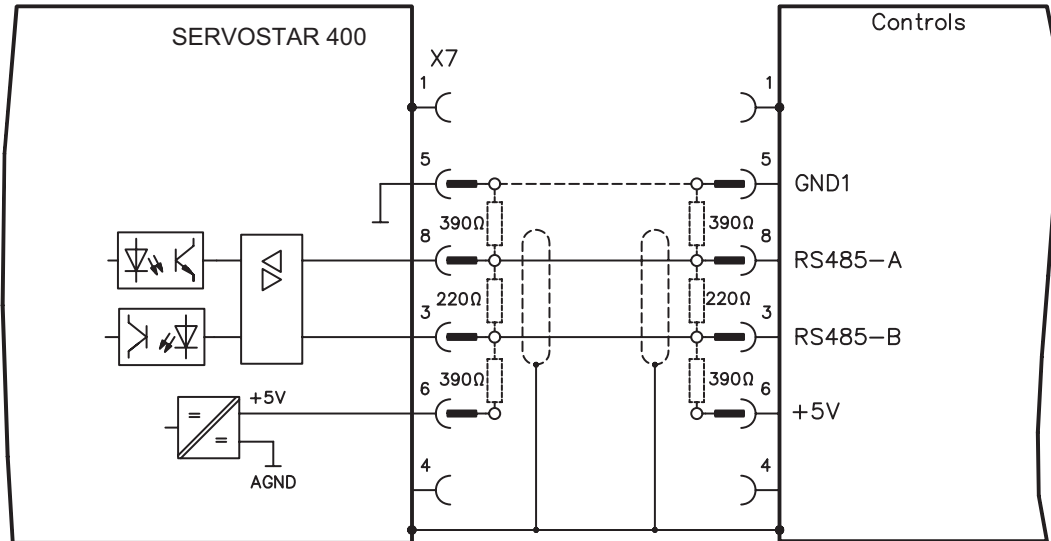 SERVOSTAR 400
Controls
X7
1
1
5
5
GND1
390Ω
390Ω
8
8
RS485-A
220Ω
220Ω
3
3
RS485-B
390Ω
390Ω
6
6
+5V
+5V
=
=
AGND
4
4